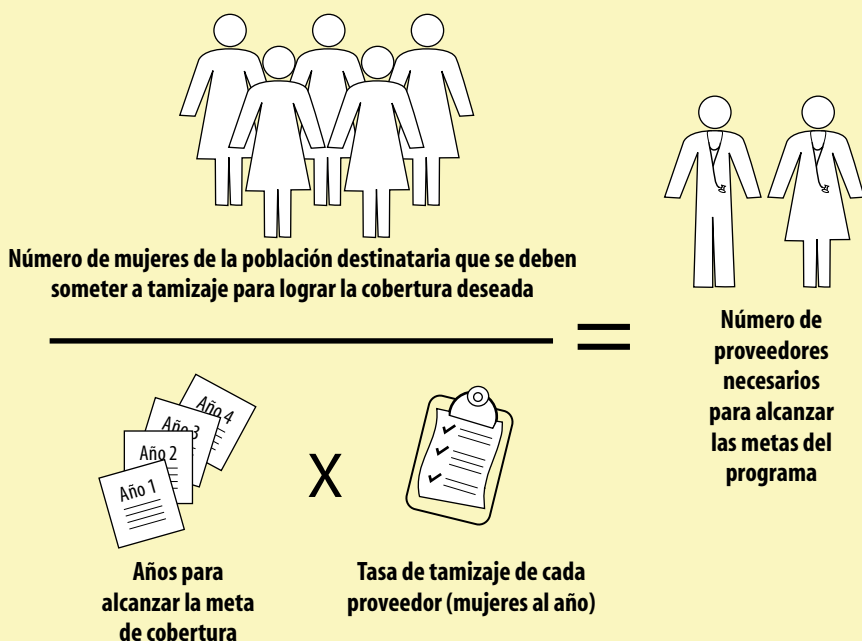 Número de mujeres de la población destinataria que se deben
someter a tamizaje para lograr la cobertura deseada
=
Número de
proveedores
necesarios
para alcanzar
las metas del
programa
Año 1
Año 2
Año 3
Año 4
X
Años para
alcanzar la meta
de cobertura
Tasa de tamizaje de cada
proveedor (mujeres al año)